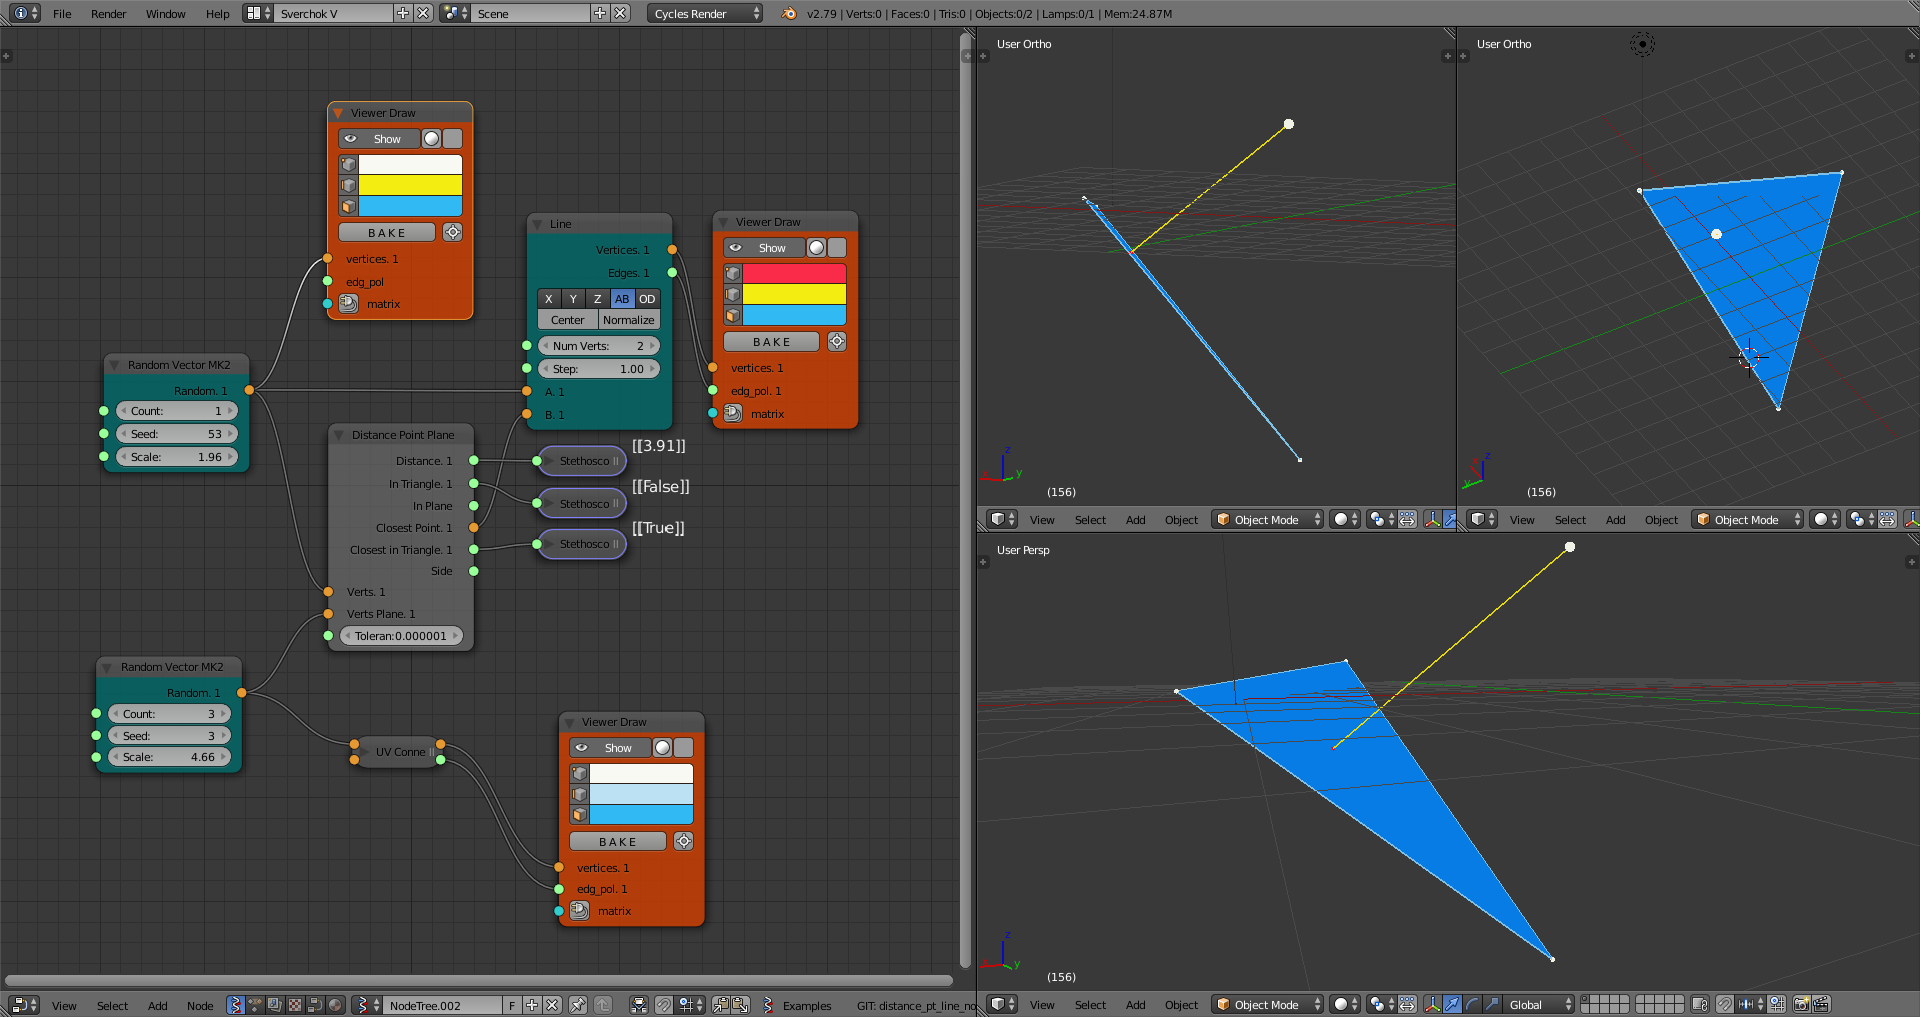 File Render Window Help Sverchok V Scene Cycles Render v2.79 | Verts:0 | Faces:0 | Tris:0 | Objects:0/2 | Lamps:0/1 | Mem:24.87M
Viewer Draw
Show
BAKE
vertices. 1
edg_pol
matrix
Line
Vertices. 1
Edges. 1
X Y Z AB OD
Center Normalize
Num Verts: 2
Step: 1.00
A. 1
B. 1
Viewer Draw
Show
BAKE
vertices. 1
edg_pol. 1
matrix
Random Vector MK2
Random. 1
Count: 1
Seed: 53
Scale: 1.96
Distance Point Plane
Distance. 1
In Triangle. 1
In Plane
Closest Point. 1
Closest in Triangle. 1
Side
Verts. 1
Verts Plane. 1
Toleran:0.000001
Stethosco
[[3.91]]
Stethosco
[[False]]
Stethosco
[[True]]
Random Vector MK2
Random. 1
Count: 3
Seed: 3
Scale: 4.66
UV Conne
Viewer Draw
Show
BAKE
vertices. 1
edg_pol. 1
matrix
View Select Add Node NodeTree.002 F Examples GIT: distance_pt_line_no
User Ortho
z
x y
(156)
View Select Add Object Object Mode
User Ortho
z
x
y
(156)
View Select Add Object Object Mode
User Persp
z
x y
(156)
View Select Add Object Object Mode Global